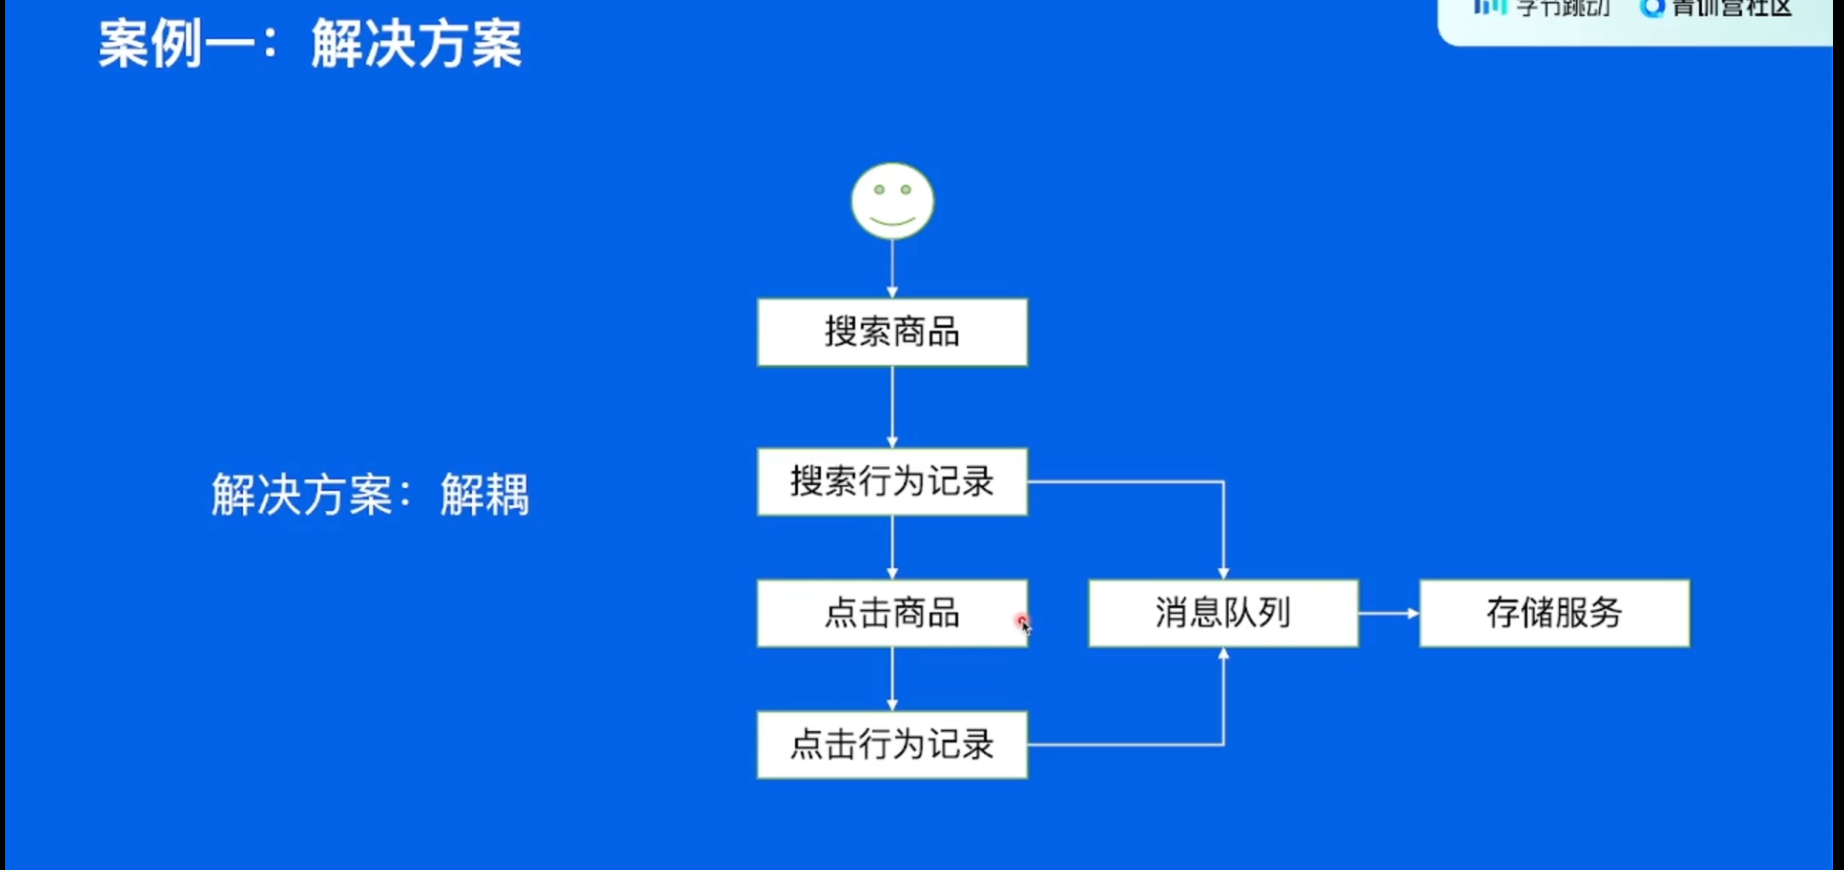 案例一：解决方案
字节跳动 青训营社区
搜索商品
搜索行为记录
解决方案：解耦
点击商品
消息队列
存储服务
点击行为记录